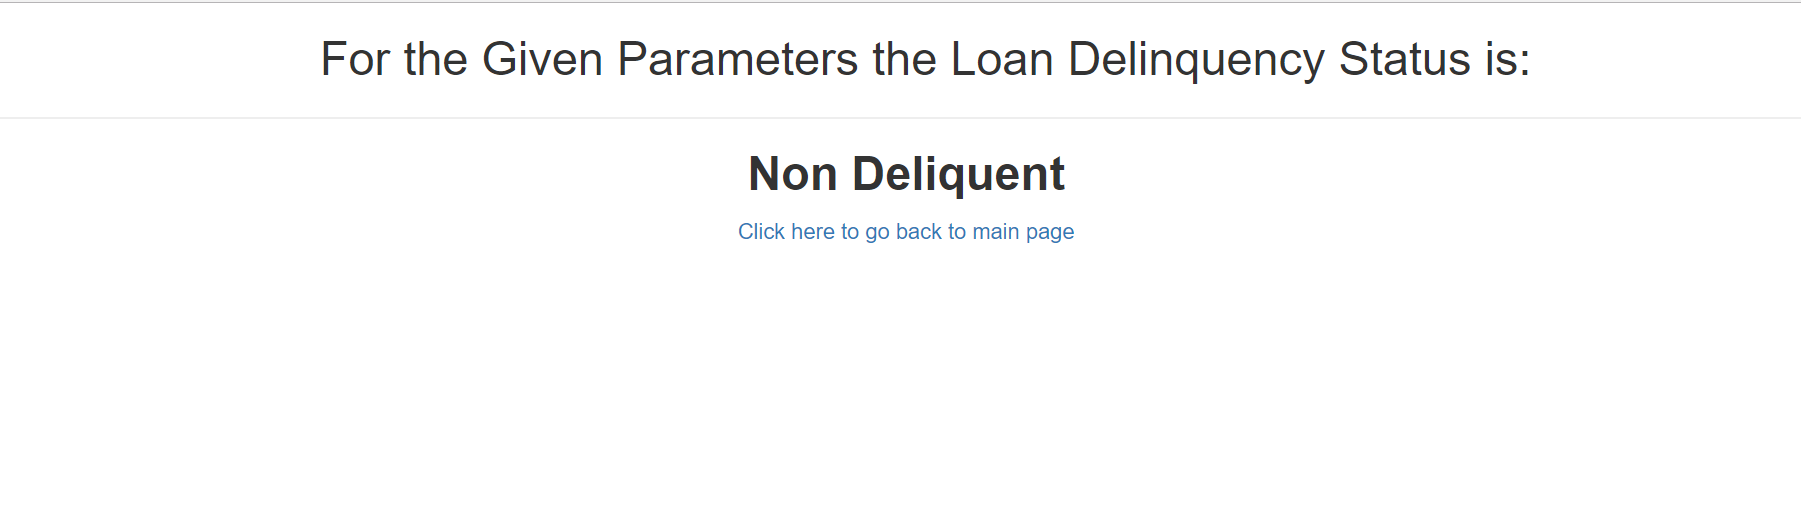 For the Given Parameters the Loan Delinquency Status is:
Non Deliquent
Click here to go back to main page